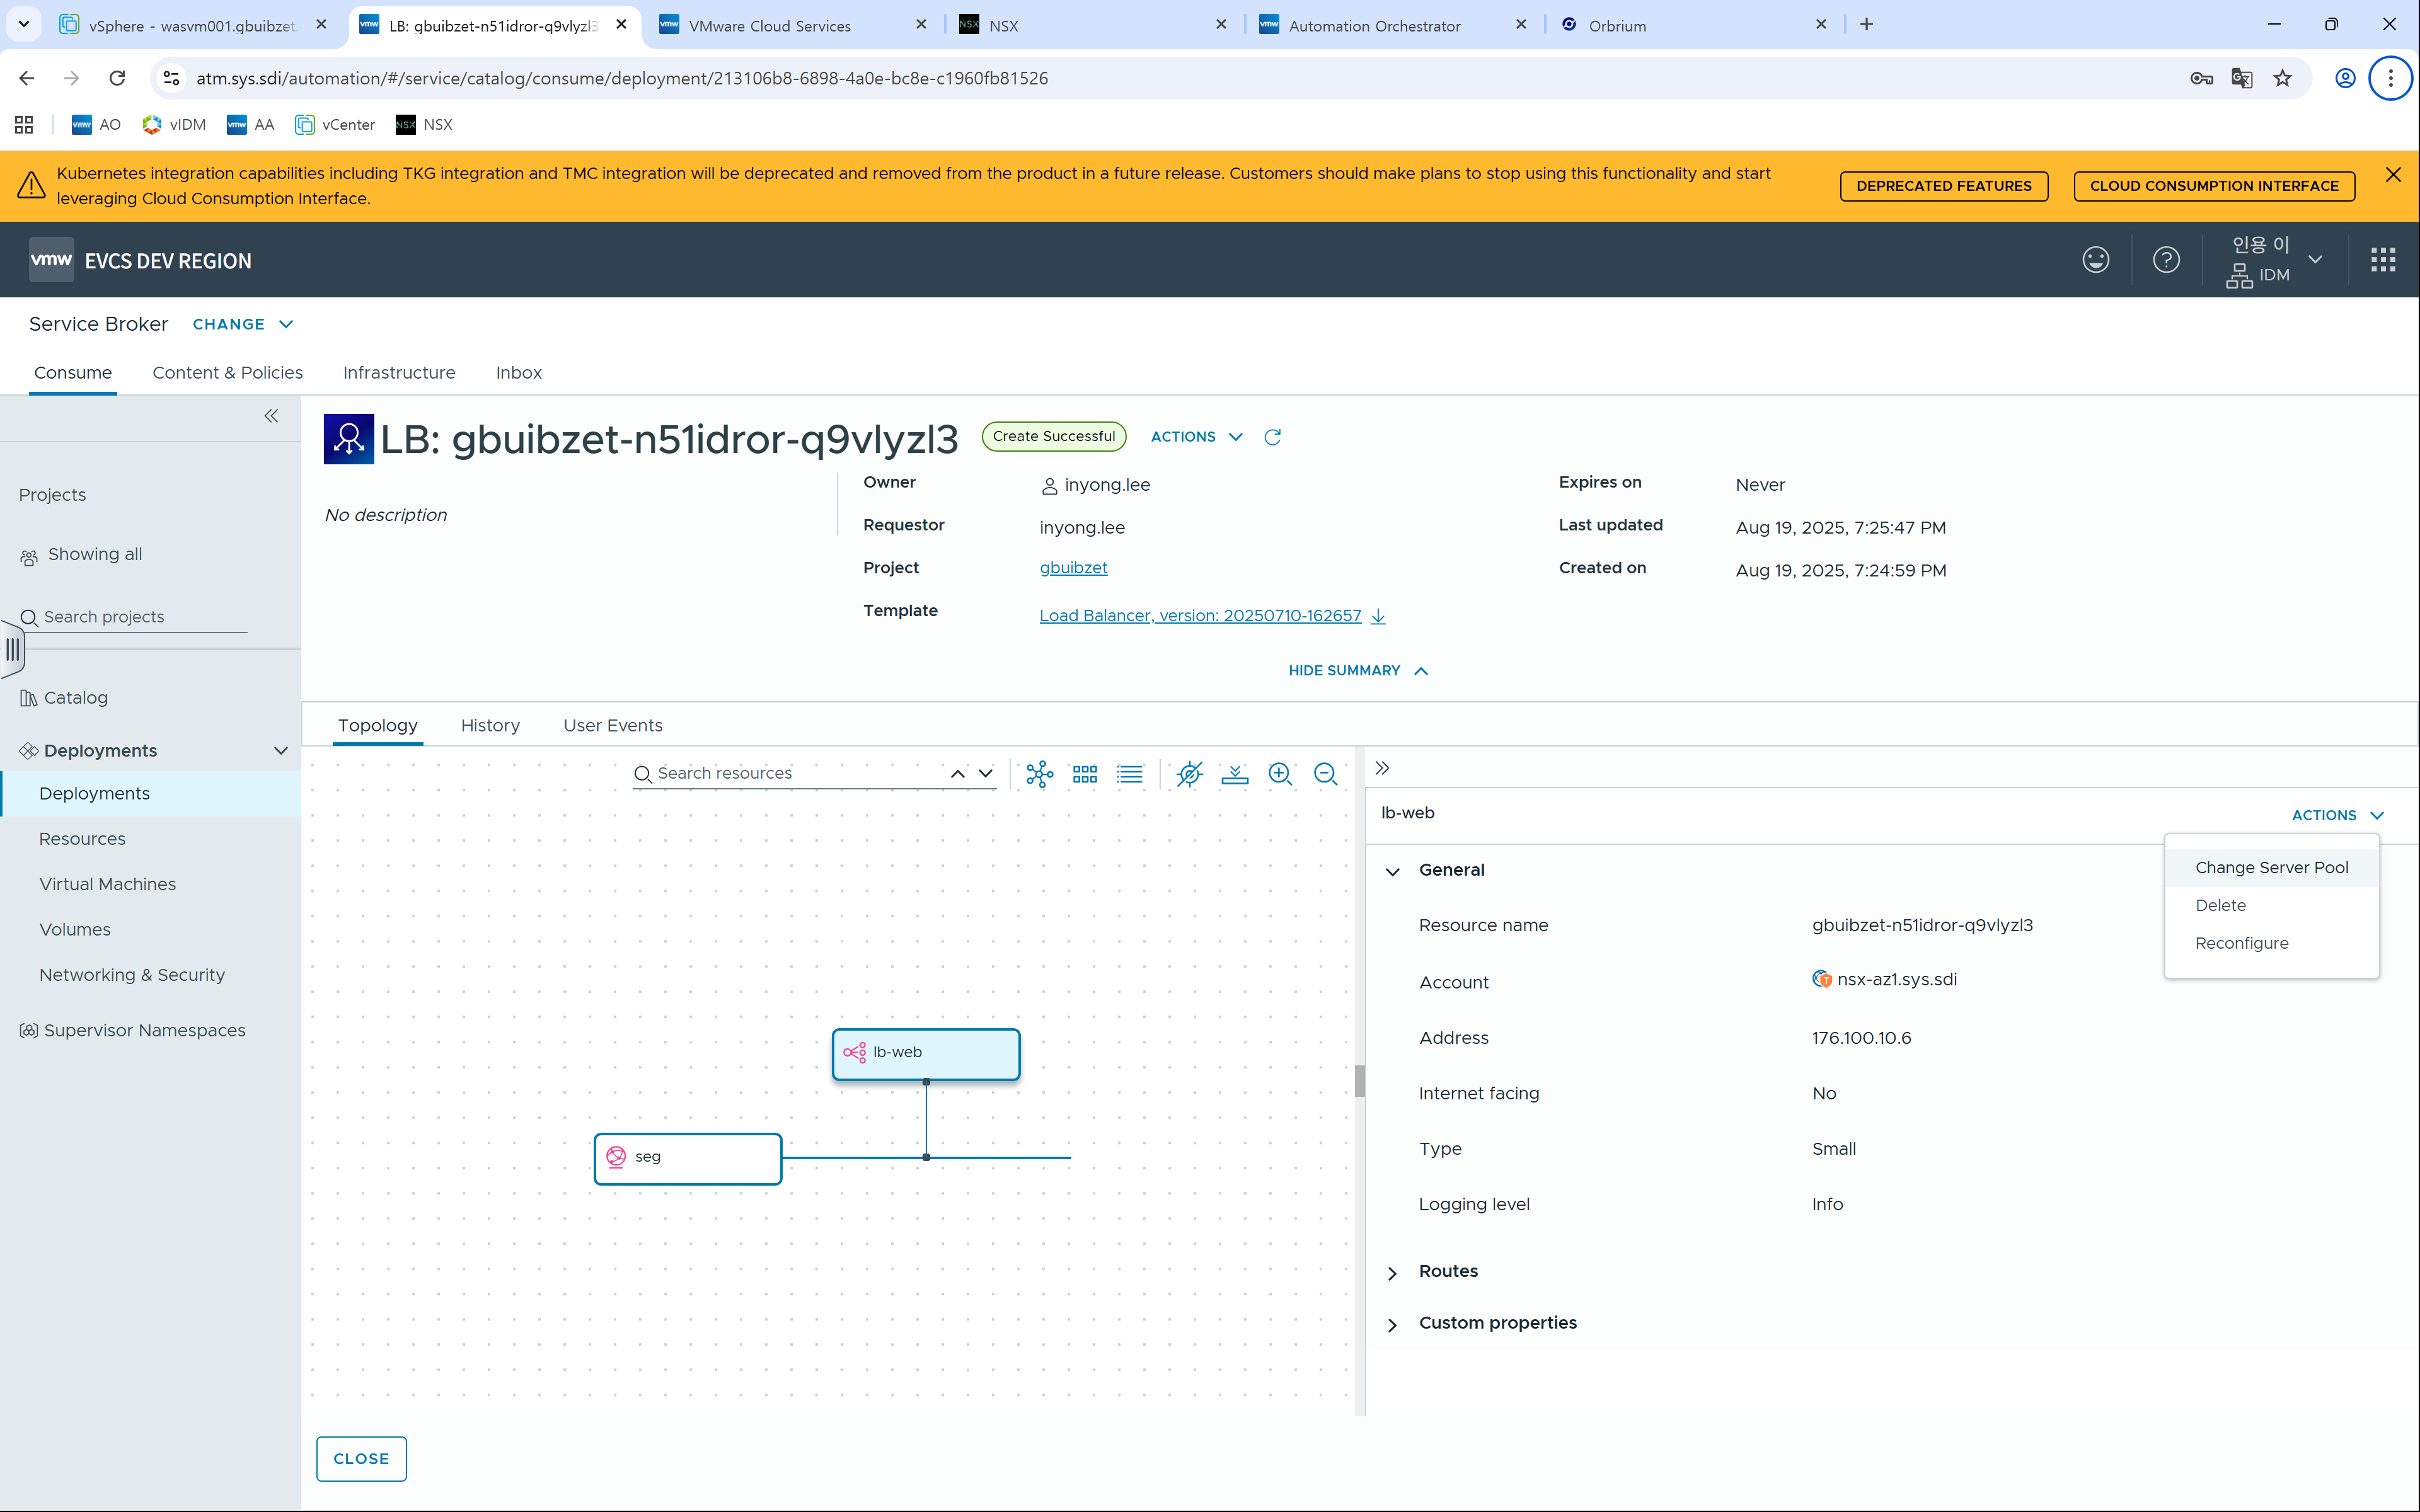 vSphere - wasvm001.gbuibzet
LB: gbuibzet-n51idror-q9vlyzl3
VMware Cloud Services
NSX
NSX
Automation Orchestrator
Orbrium
atm.sys.sdi/automation/#/service/catalog/consume/deployment/213106b8-6898-4a0e-bc8e-c1960fb81526
vmw AO
vIDM
vmw AA
vCenter
NSX NSX
Kubernetes integration capabilities including TKG integration and TMC integration will be deprecated and removed from the product in a future release. Customers should make plans to stop using this functionality and start
leveraging Cloud Consumption Interface.
DEPRECATED FEATURES
CLOUD CONSUMPTION INTERFACE
vmw EVCS DEV REGION
인용 이
IDM
Service Broker CHANGE
Consume
Content & Policies
Infrastructure
Inbox
Projects
Showing all
Search projects
Catalog
Deployments
Deployments
Resources
Virtual Machines
Volumes
Networking & Security
Supervisor Namespaces
LB: gbuibzet-n51idror-q9vlyzl3
Create Successful
ACTIONS
No description
Owner inyong.lee
Requestor inyong.lee
Project gbuibzet
Template Load Balancer, version: 20250710-162657
Expires on Never
Last updated Aug 19, 2025, 7:25:47 PM
Created on Aug 19, 2025, 7:24:59 PM
HIDE SUMMARY
Topology
History
User Events
Search resources
lb-web
seg
lb-web
ACTIONS
Change Server Pool
Delete
Reconfigure
General
Resource name gbuibzet-n51idror-q9vlyzl3
Account nsx-az1.sys.sdi
Address 176.100.10.6
Internet facing No
Type Small
Logging level Info
Routes
Custom properties
CLOSE